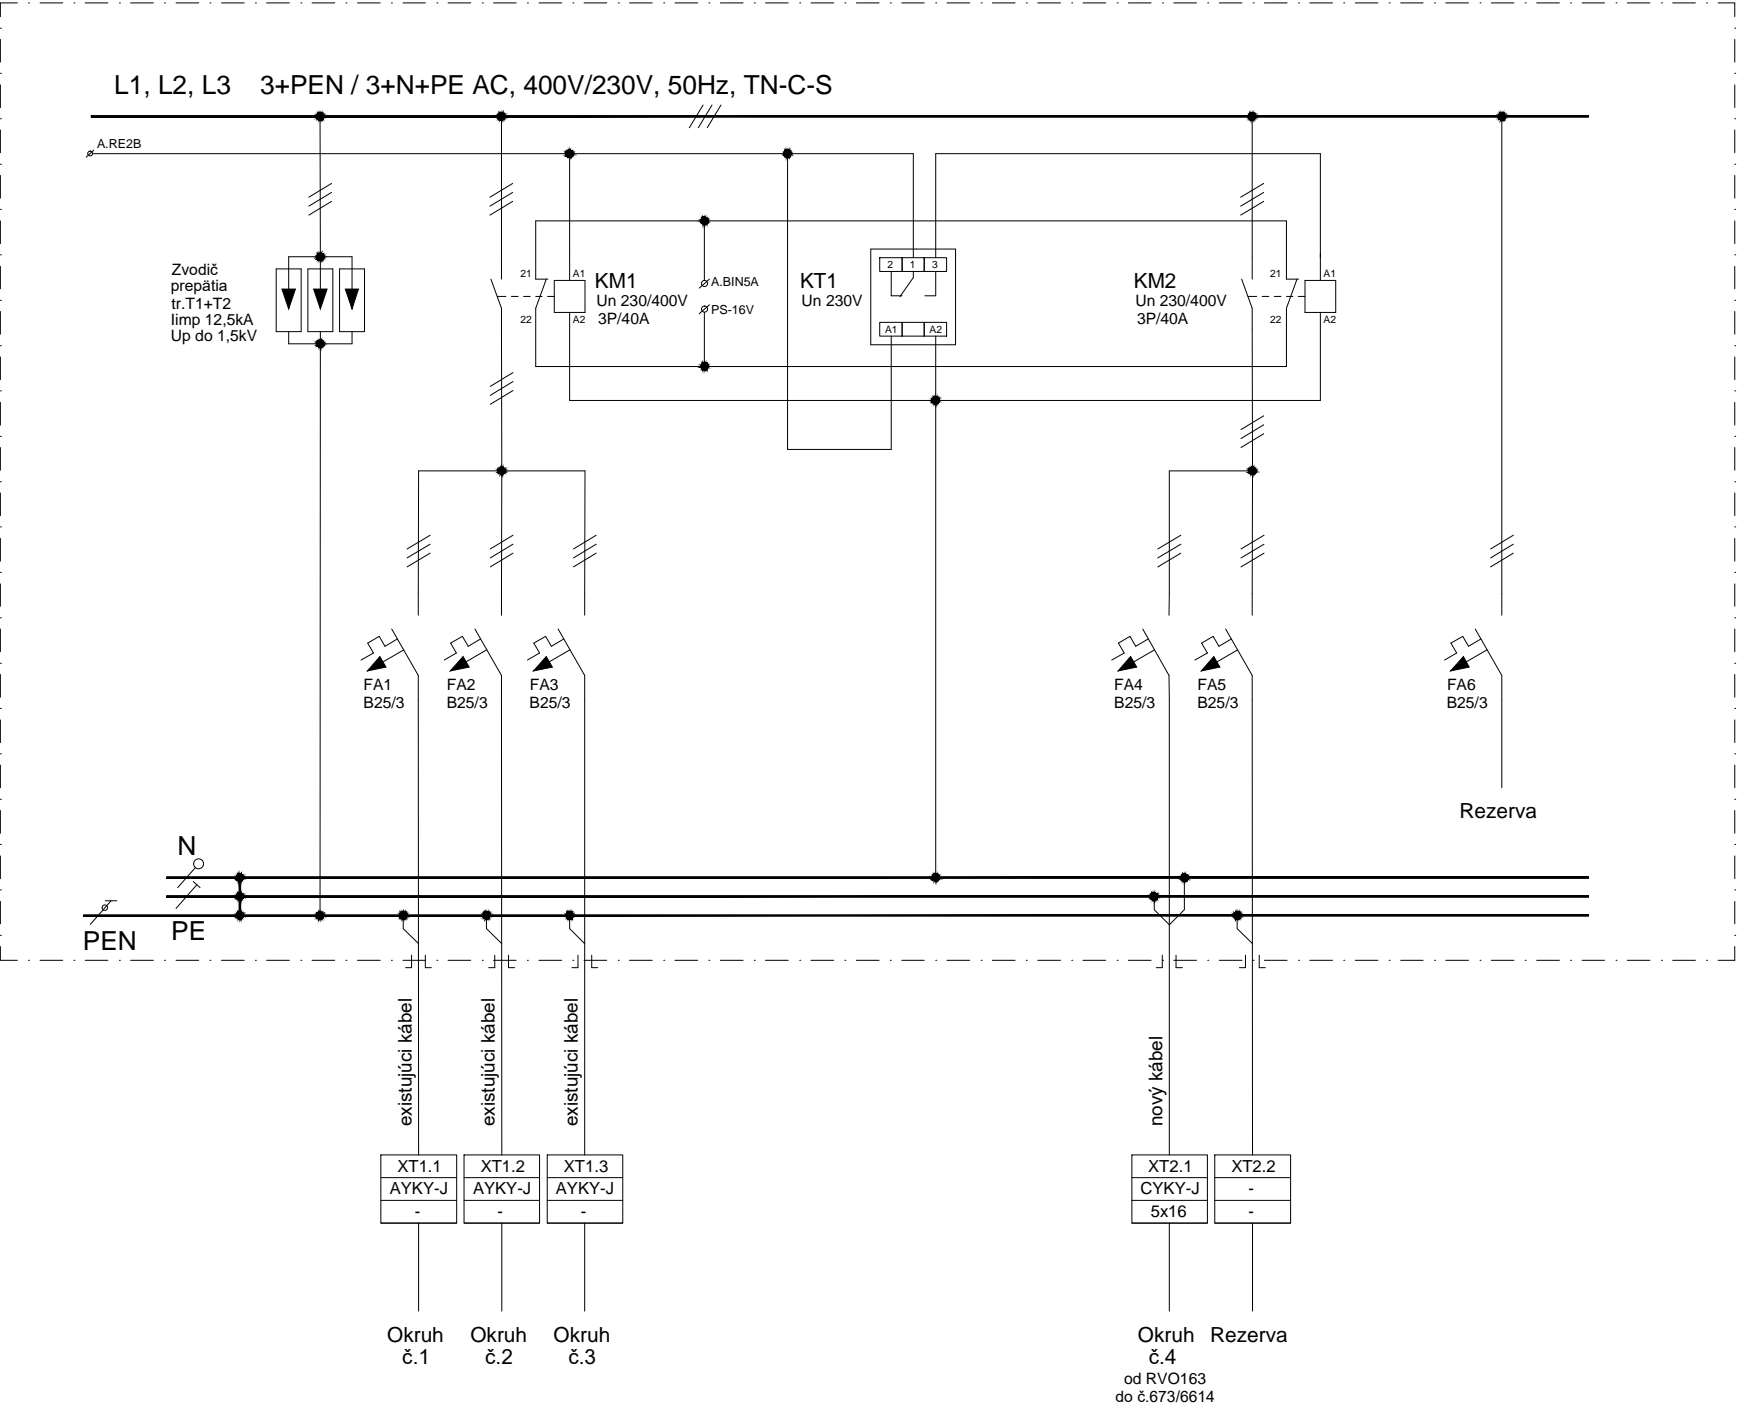 L1, L2, L3 3+PEN / 3+N+PE AC, 400V/230V, 50Hz, TN-C-S
A.RE2B
Zvodič
prepätia
tr.T1+T2
Iimp 12,5kA
Up do 1,5kV
21
22
A1
A2
KM1
Un 230/400V
3P/40A
A.BIN5A
PS-16V
KT1
Un 230V
2 1 3
A1 A2
KM2
Un 230/400V
3P/40A
21
22
A1
A2
FA1
B25/3
FA2
B25/3
FA3
B25/3
FA4
B25/3
FA5
B25/3
FA6
B25/3
Rezerva
N
PE
PEN
existujúci kábel
existujúci kábel
existujúci kábel
nový kábel
XT1.1
AYKY-J
-
XT1.2
AYKY-J
-
XT1.3
AYKY-J
-
XT2.1
CYKY-J
5x16
XT2.2
-
-
Okruh
č.1
Okruh
č.2
Okruh
č.3
Okruh
č.4
od RVO163
do č.673/6614
Rezerva